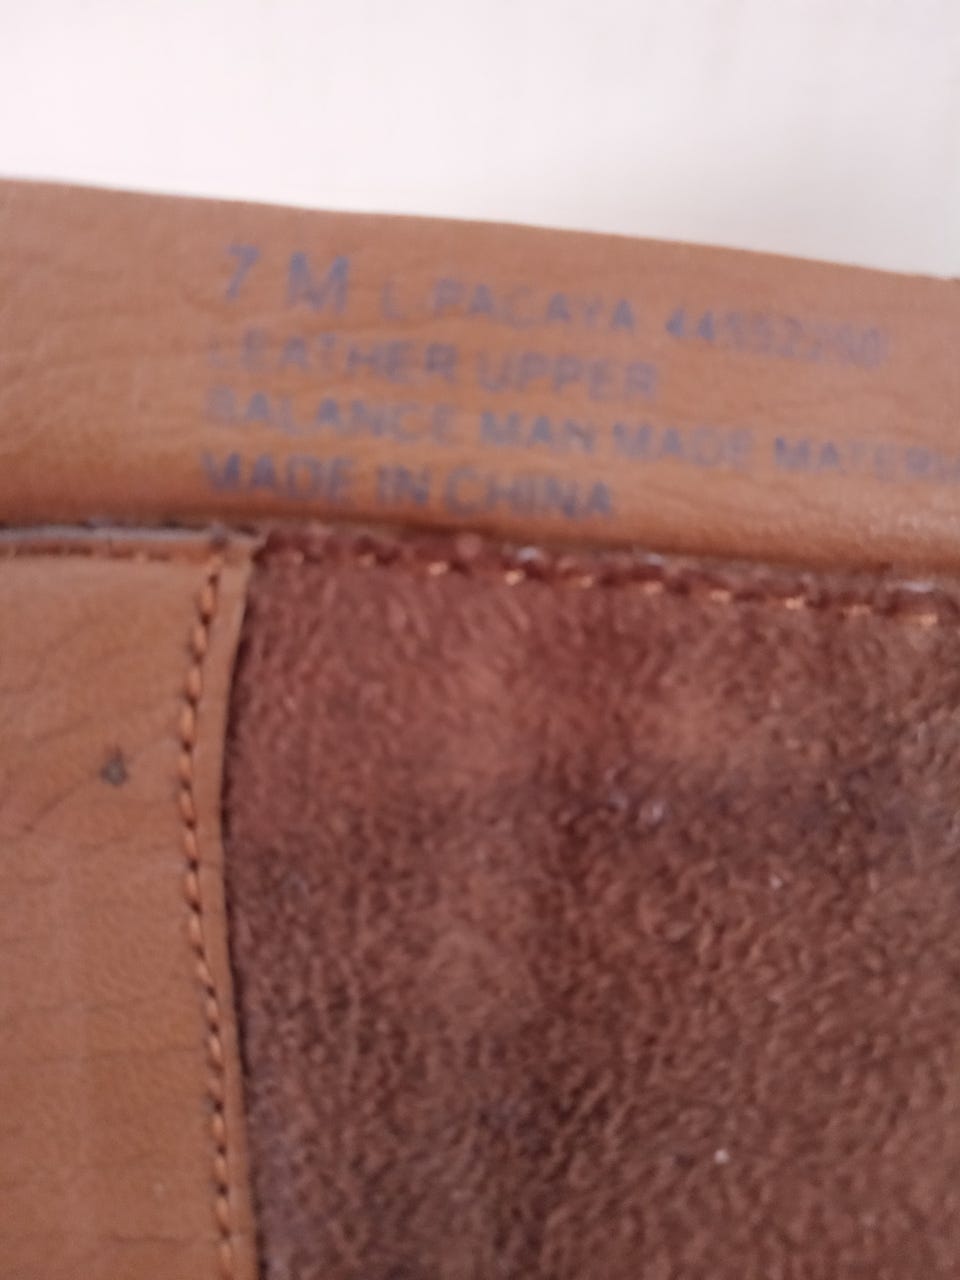 7 M L.PACAYA
LEATHER UPPER
BALANCE MAN MADE
MADE IN CHINA